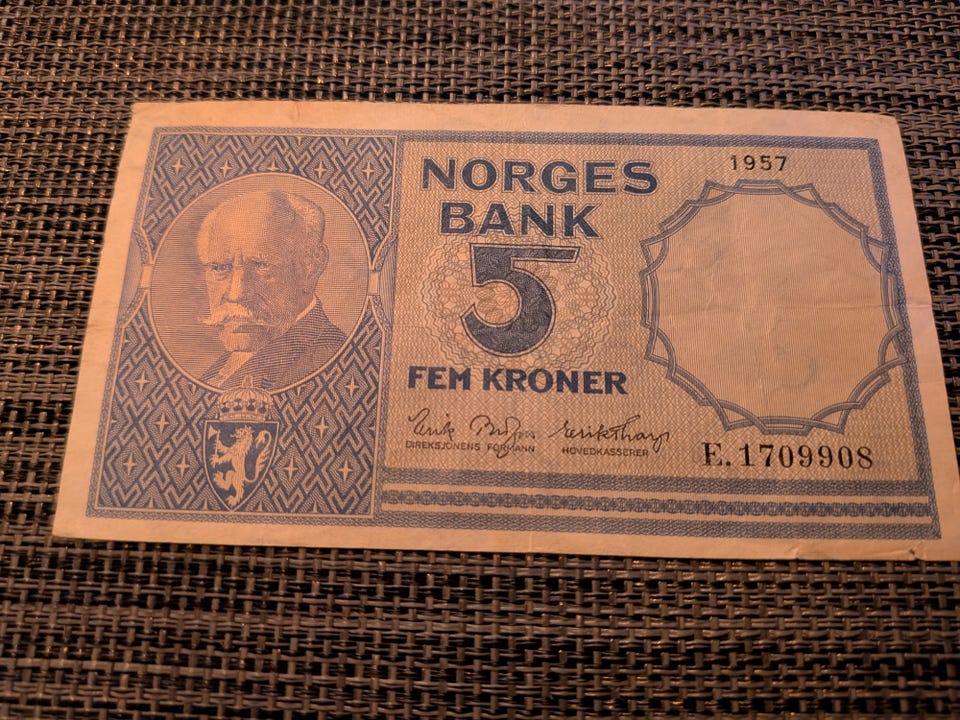 1957
NORGES
BANK
5
FEM KRONER
DIREKSJONENS FORMANN
HOVEDKASSERER
E.1709908